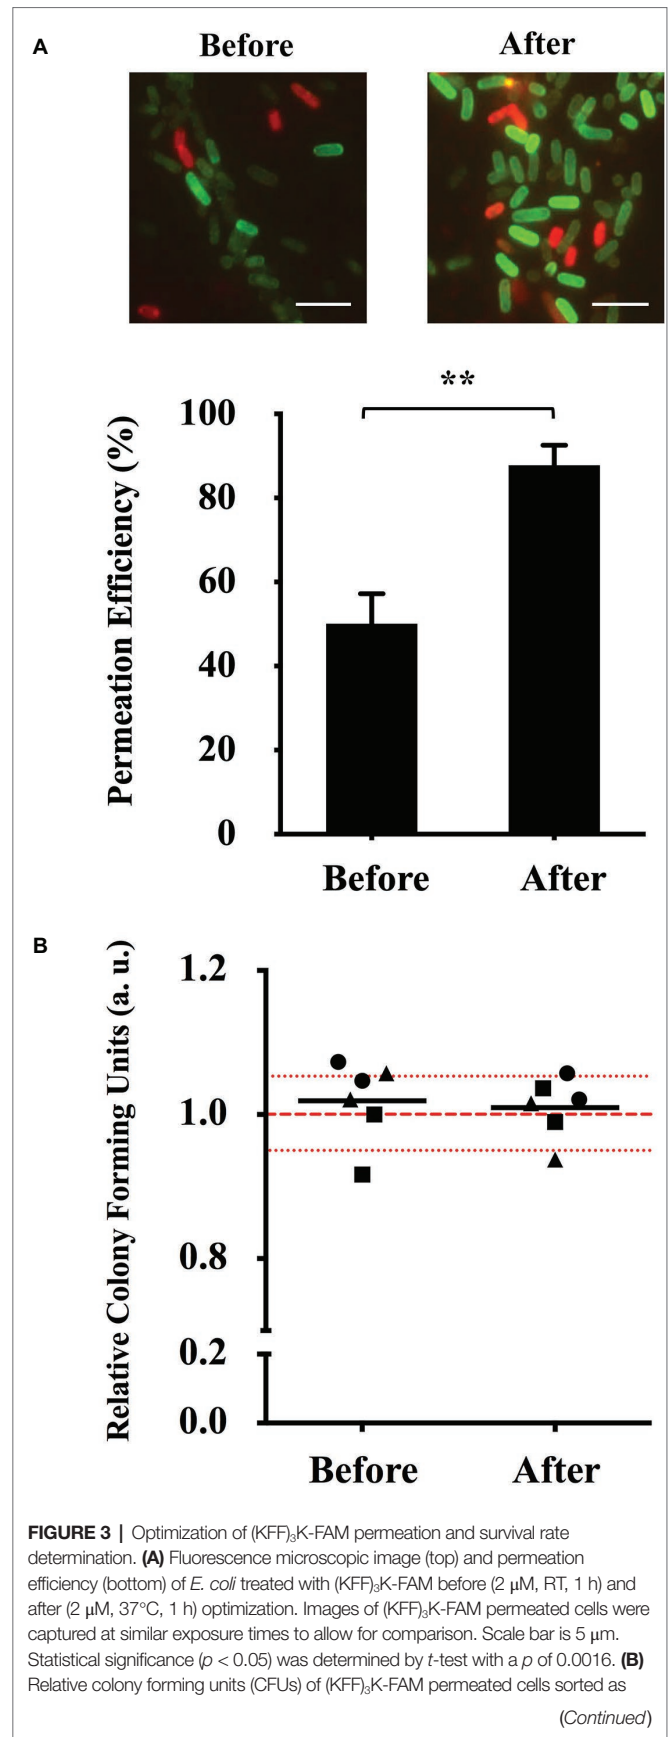 A
Before
After
**
Permeation Efficiency (%)
100
80
60
40
20
0
Before
After
B
Relative Colony Forming Units (a. u.)
1.2
1.0
0.8
0.2
0.0
Before
After
FIGURE 3 | Optimization of (KFF)₃K-FAM permeation and survival rate
determination. (A) Fluorescence microscopic image (top) and permeation
efficiency (bottom) of E. coli treated with (KFF)₃K-FAM before (2 μM, RT, 1 h) and
after (2 μM, 37°C, 1 h) optimization. Images of (KFF)₃K-FAM permeated cells were
captured at similar exposure times to allow for comparison. Scale bar is 5 μm.
Statistical significance (p < 0.05) was determined by t-test with a p of 0.0016. (B)
Relative colony forming units (CFUs) of (KFF)₃K-FAM permeated cells sorted as
(Continued)